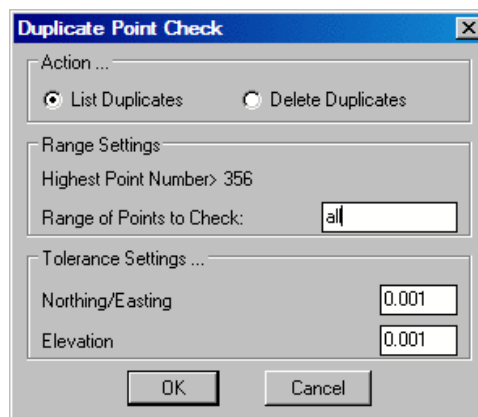 Duplicate Point Check
Action ...
List Duplicates Delete Duplicates
Range Settings
Highest Point Number> 356
Range of Points to Check: all
Tolerance Settings ...
Northing/Easting 0.001
Elevation 0.001
OK Cancel